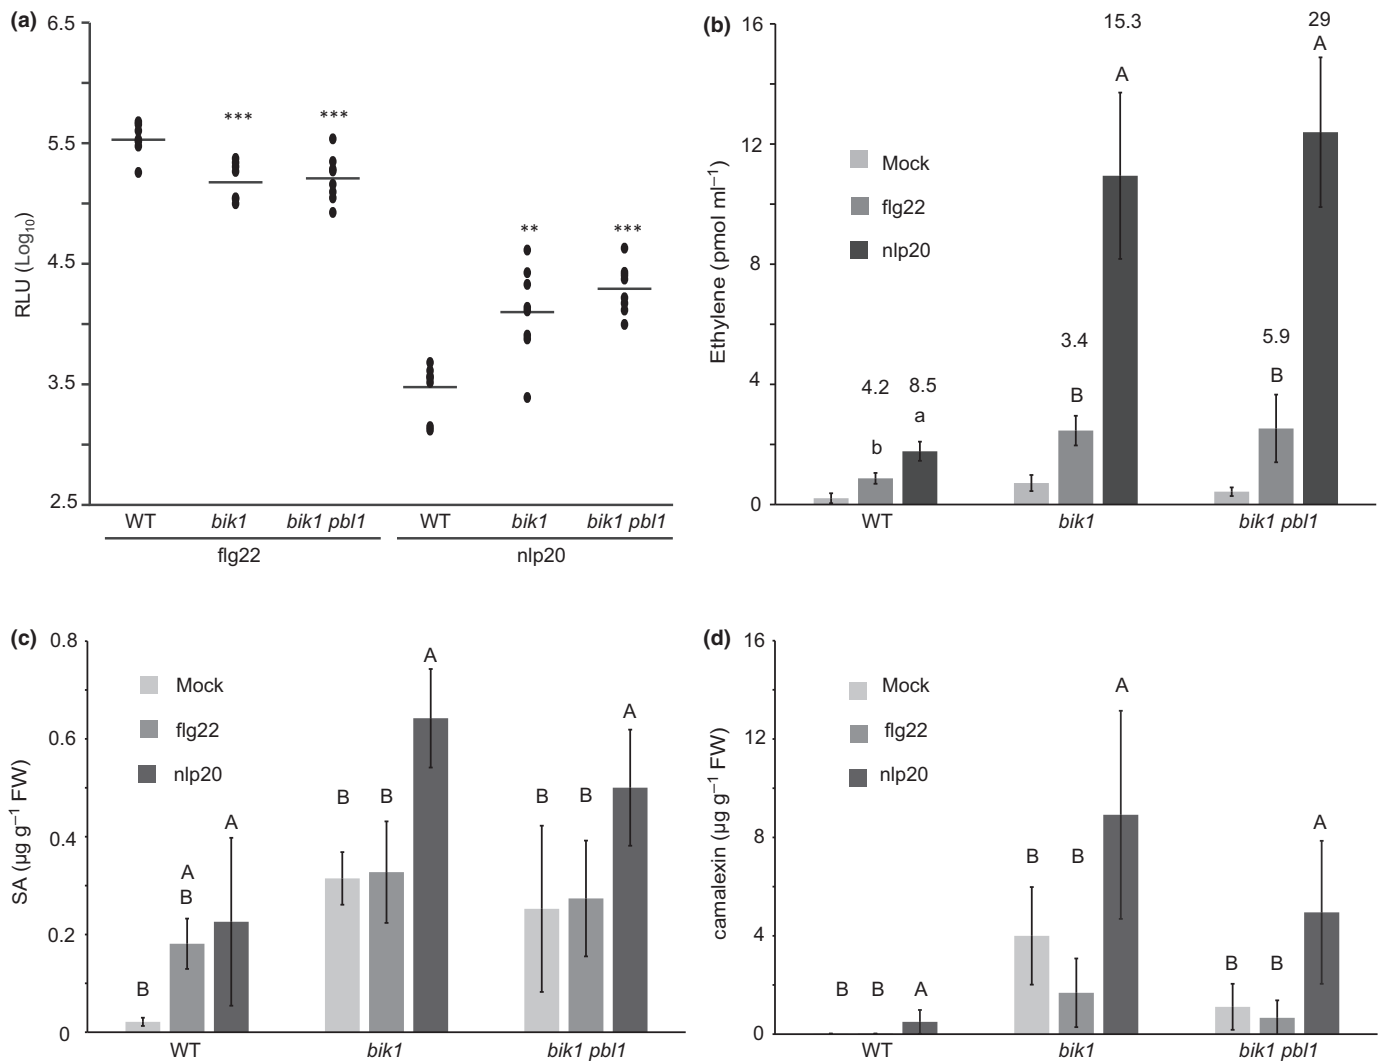 (a)
6.5
5.5
4.5
3.5
2.5
RLU (Log10)
***
***
**
***
WT
bik1
bik1 pbl1
WT
bik1
bik1 pbl1
flg22
nlp20
(b)
16
12
8
4
0
Ethylene (pmol ml−1)
Mock
flg22
nlp20
4.2
8.5
b
a
3.4
B
15.3
A
5.9
B
29
A
WT
bik1
bik1 pbl1
(c)
0.8
0.6
0.4
0.2
0
SA (µg g−1 FW)
Mock
flg22
nlp20
B
A
B
A
B
B
A
B
B
A
WT
bik1
bik1 pbl1
(d)
16
12
8
4
0
camalexin (µg g−1 FW)
Mock
flg22
nlp20
B
B
A
B
B
A
B
B
A
WT
bik1
bik1 pbl1